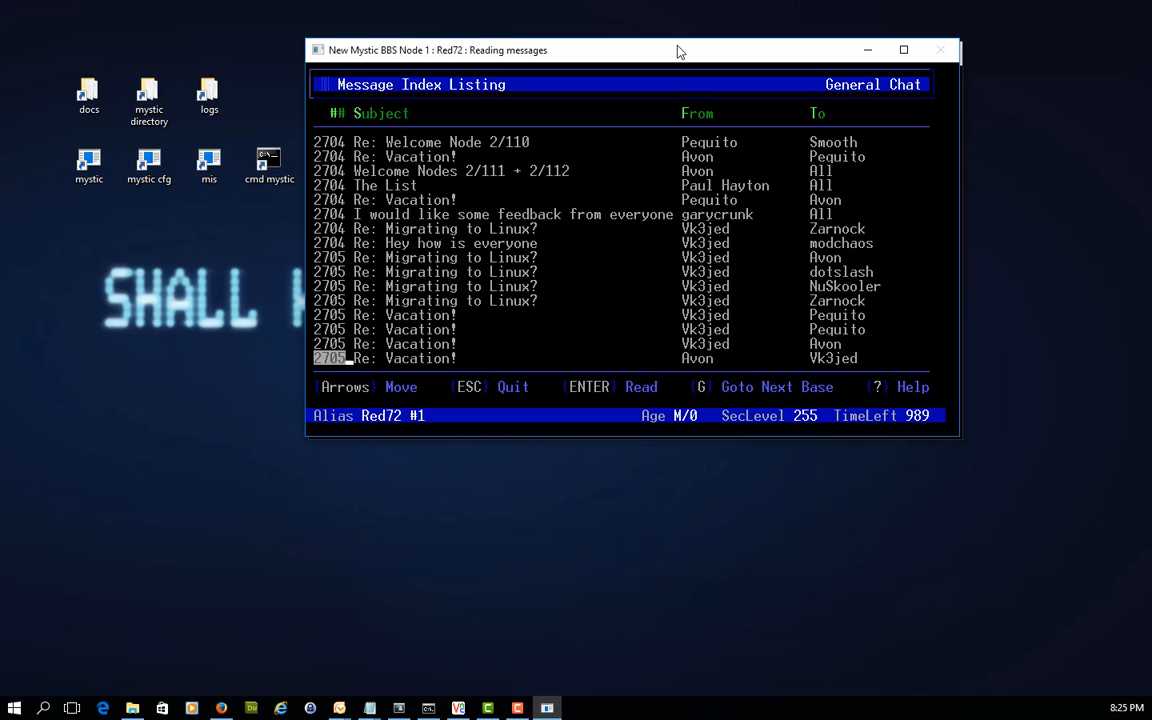 New Mystic BBS Node 1 : Red72 : Reading messages
Message Index Listing General Chat
## Subject From To
2704 Re: Welcome Node 2/110 Pequito Smooth
2704 Re: Vacation! Avon Pequito
2704 Welcome Nodes 2/111 + 2/112 Avon All
2704 The List Paul Hayton All
2704 Re: Vacation! Pequito Avon
2704 I would like some feedback from everyone garycrunk All
2704 Re: Migrating to Linux? Vk3jed Zarnock
2704 Re: Hey how is everyone Vk3jed modchaos
2705 Re: Migrating to Linux? Vk3jed Avon
2705 Re: Migrating to Linux? Vk3jed dotslash
2705 Re: Migrating to Linux? Vk3jed NuSkooler
2705 Re: Migrating to Linux? Vk3jed Zarnock
2705 Re: Vacation! Vk3jed Pequito
2705 Re: Vacation! Vk3jed Pequito
2705 Re: Vacation! Vk3jed Avon
2705 Re: Vacation! Avon Vk3jed
(Arrows) Move (ESC) Quit (ENTER) Read (G) Goto Next Base (?) Help
Alias Red72 #1 Age M/0 SecLevel 255 TimeLeft 989
docs
mystic directory
logs
mystic
mystic cfg
mis
cmd mystic
SHALL
8:25 PM